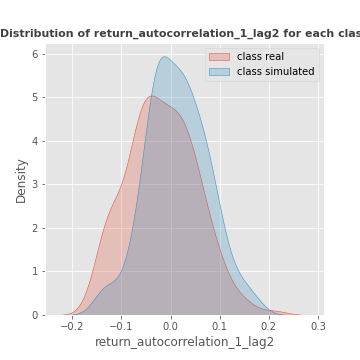 Distribution of return_autocorrelation_1_lag2 for each clas
class real
class simulated
6
5
4
3
2
1
0
Density
−0.2 −0.1 0.0 0.1 0.2 0.3
return_autocorrelation_1_lag2